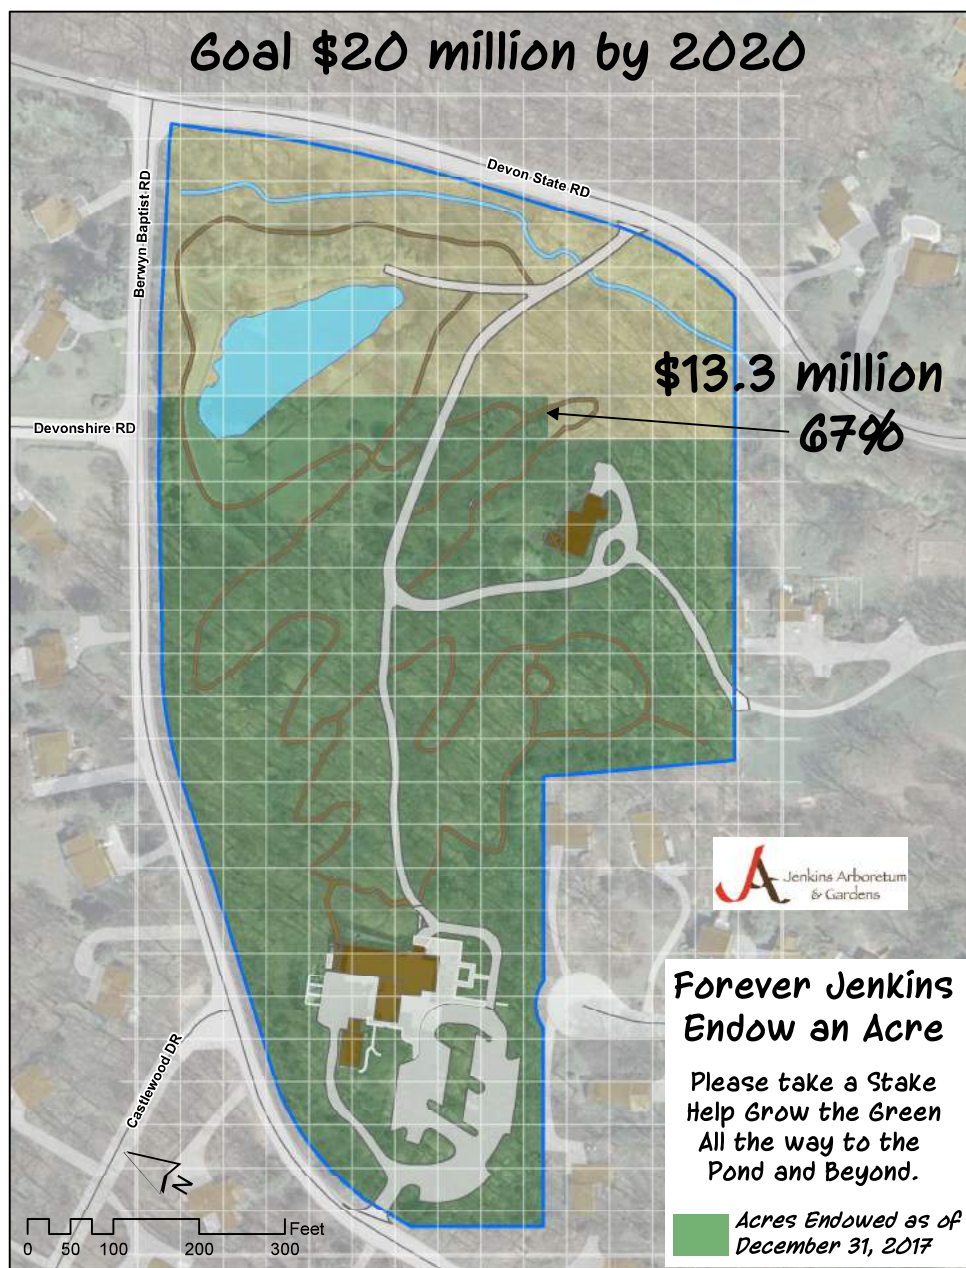 Goal $20 million by 2020
Devon State RD
Berwyn Baptist RD
$13.3 million
67%
Devonshire RD
Jenkins Arboretum
& Gardens
Forever Jenkins
Endow an Acre
Please take a Stake
Help Grow the Green
All the way to the
Pond and Beyond.
Castlewood DR
N
Feet
0 50 100 200 300
Acres Endowed as of
December 31, 2017